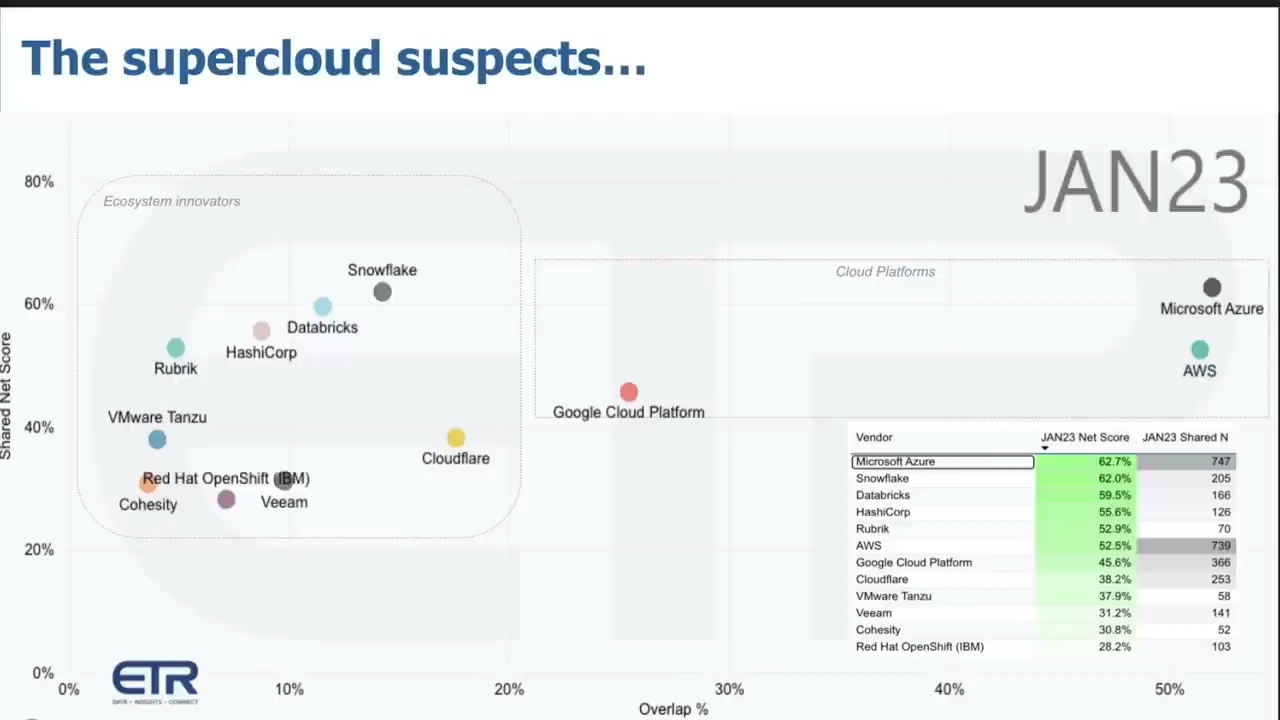 The supercloud suspects...
JAN23
80%
Ecosystem innovators
Cloud Platforms
Snowflake
60%
Microsoft Azure
Databricks
HashiCorp
Rubrik
AWS
Shared Net Score
VMware Tanzu
Google Cloud Platform
40%
Cloudflare
Red Hat OpenShift (IBM)
Cohesity
Veeam
Vendor JAN23 Net Score JAN23 Shared N
Microsoft Azure 62.7% 747
Snowflake 62.0% 205
Databricks 59.5% 166
HashiCorp 55.6% 126
Rubrik 52.9% 70
AWS 52.5% 739
Google Cloud Platform 45.6% 366
Cloudflare 38.2% 253
VMware Tanzu 37.9% 58
Veeam 31.2% 141
Cohesity 30.8% 52
Red Hat OpenShift (IBM) 28.2% 103
20%
0%
ETR
DATA - INSIGHTS - CONNECT
0% 10% 20% 30% 40% 50%
Overlap %